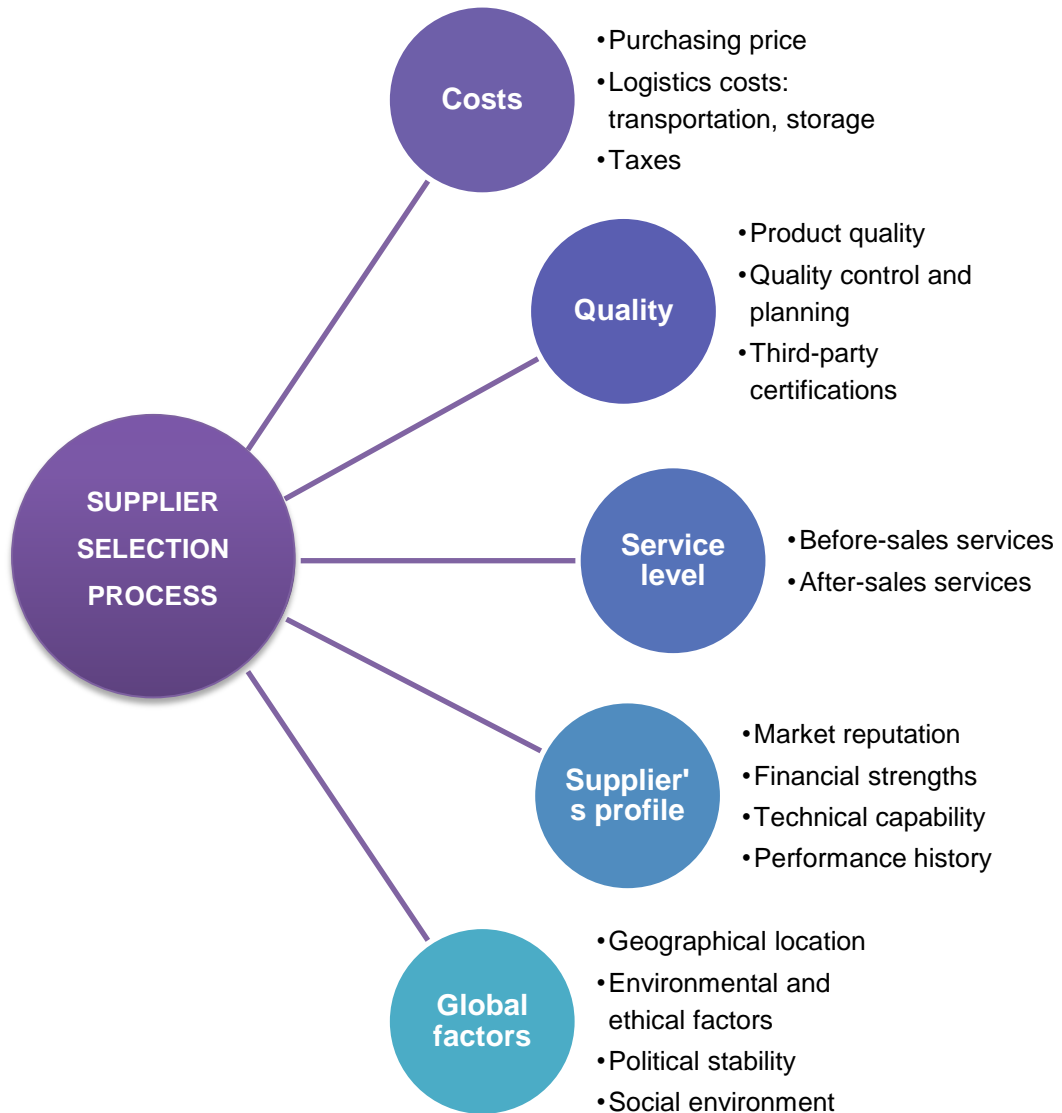 Costs
•Purchasing price
•Logistics costs:
transportation, storage
•Taxes
Quality
•Product quality
•Quality control and
planning
•Third-party
certifications
SUPPLIER
SELECTION
PROCESS
Service
level
•Before-sales services
•After-sales services
Supplier'
s profile
•Market reputation
•Financial strengths
•Technical capability
•Performance history
Global
factors
•Geographical location
•Environmental and
ethical factors
•Political stability
•Social environment